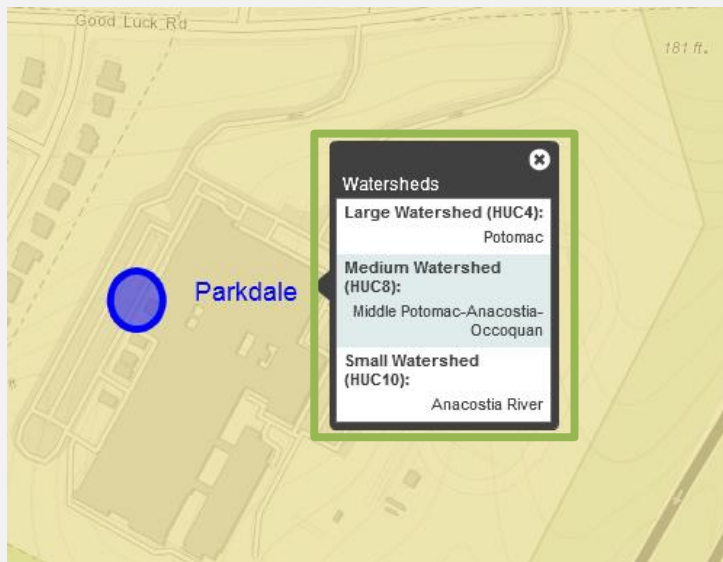 Good Luck Rd
181 ft.
Watersheds
Large Watershed (HUC4):
Potomac
Medium Watershed
(HUC8):
Middle Potomac-Anacostia-
Occoquan
Small Watershed
(HUC10):
Anacostia River
Parkdale